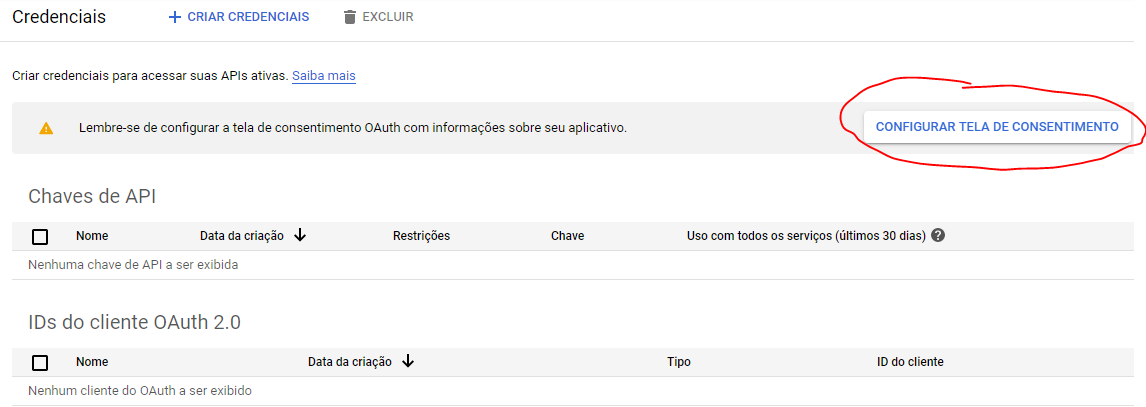 Credenciais + CRIAR CREDENCIAIS EXCLUIR
Criar credenciais para acessar suas APIs ativas. Saiba mais
Lembre-se de configurar a tela de consentimento OAuth com informações sobre seu aplicativo. CONFIGURAR TELA DE CONSENTIMENTO
Chaves de API
Nome Data da criação Restrições Chave Uso com todos os serviços (últimos 30 dias) ?
Nenhuma chave de API a ser exibida
IDs do cliente OAuth 2.0
Nome Data da criação Tipo ID do cliente
Nenhum cliente do OAuth a ser exibido